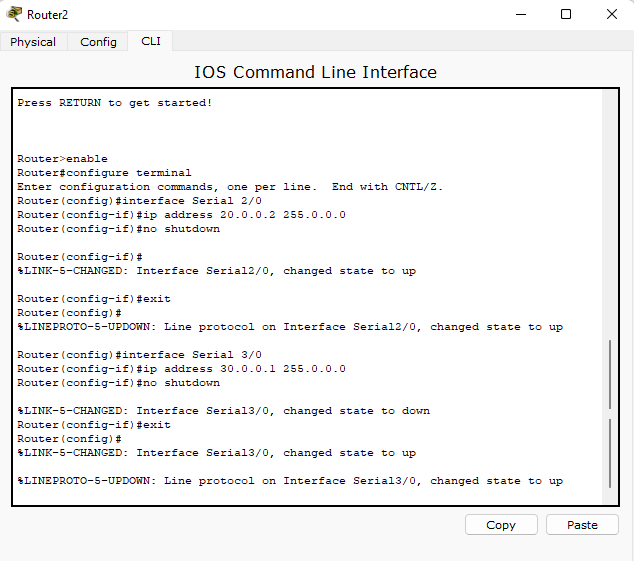 Router2
Physical Config CLI
IOS Command Line Interface
Press RETURN to get started!
Router>enable
Router#configure terminal
Enter configuration commands, one per line.  End with CNTL/Z.
Router(config)#interface Serial 2/0
Router(config-if)#ip address 20.0.0.2 255.0.0.0
Router(config-if)#no shutdown
Router(config-if)#
%LINK-5-CHANGED: Interface Serial2/0, changed state to up
Router(config-if)#exit
Router(config)#
%LINEPROTO-5-UPDOWN: Line protocol on Interface Serial2/0, changed state to up
Router(config)#interface Serial 3/0
Router(config-if)#ip address 30.0.0.1 255.0.0.0
Router(config-if)#no shutdown
%LINK-5-CHANGED: Interface Serial3/0, changed state to down
Router(config-if)#exit
Router(config)#
%LINK-5-CHANGED: Interface Serial3/0, changed state to up
%LINEPROTO-5-UPDOWN: Line protocol on Interface Serial3/0, changed state to up
Copy Paste